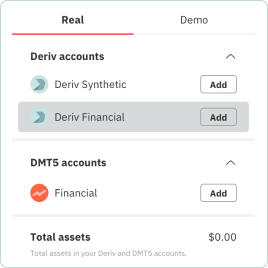 Real
Demo
Deriv accounts
Deriv Synthetic
Add
Deriv Financial
Add
DMT5 accounts
Financial
Add
Total assets
$0.00
Total assets in your Deriv and DMT5 accounts.